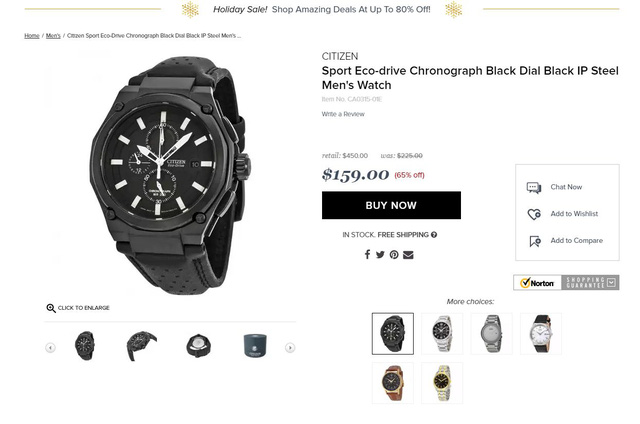 Holiday Sale! Shop Amazing Deals At Up To 80% Off!
Home / Men's / Citizen Sport Eco-Drive Chronograph Black Dial Black IP Steel Men's ...
CITIZEN
Sport Eco-drive Chronograph Black Dial Black IP Steel
Men's Watch
Item No. CA0315-01E
Write a Review
retail: $450.00 was: $225.00
$159.00 (65% off)
BUY NOW
IN STOCK. FREE SHIPPING
Chat Now
Add to Wishlist
Add to Compare
Norton SHOPPING GUARANTEE
CITIZEN
Eco-Drive
CLICK TO ENLARGE
More choices: